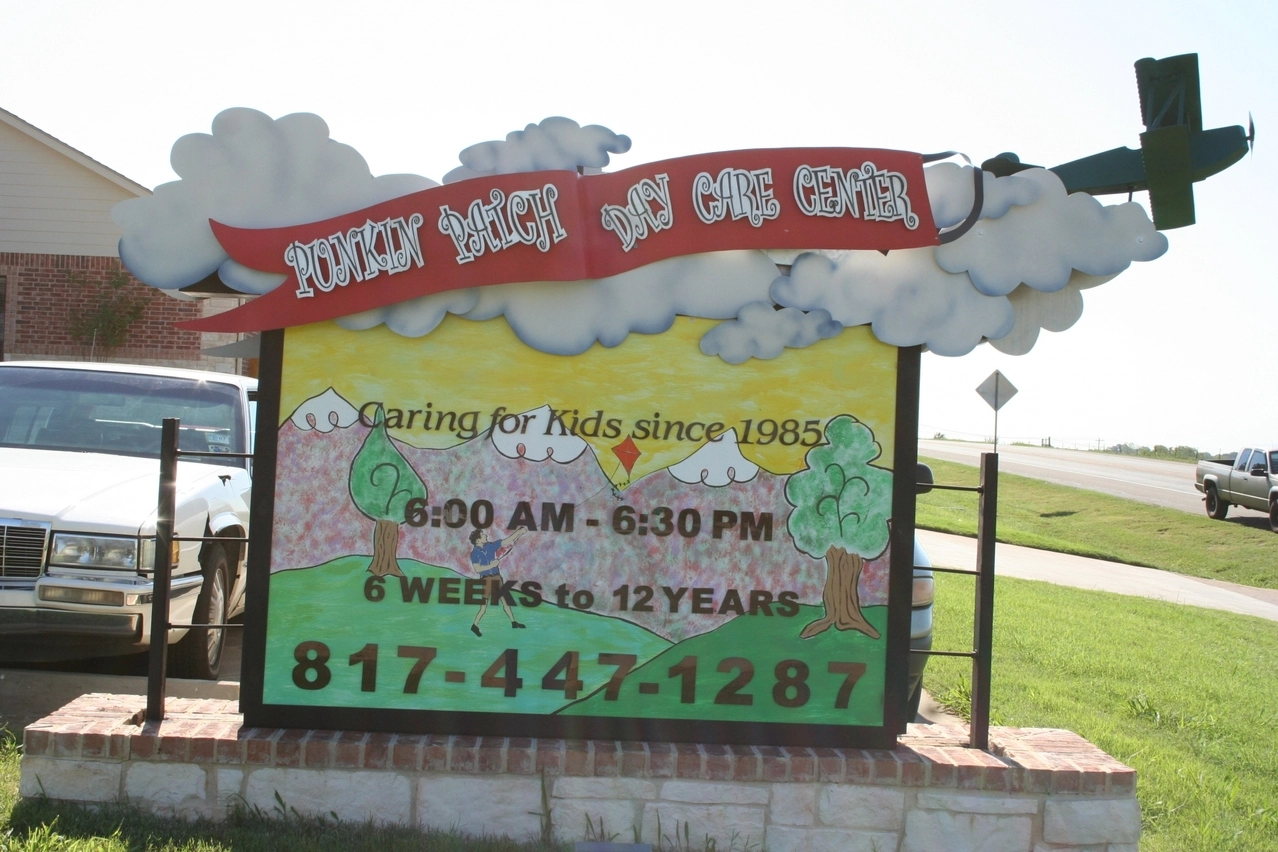 PUNKIN PATCH DAY CARE CENTER
Caring for Kids since 1985
6:00 AM - 6:30 PM
6 WEEKS to 12 YEARS
817-447-1287